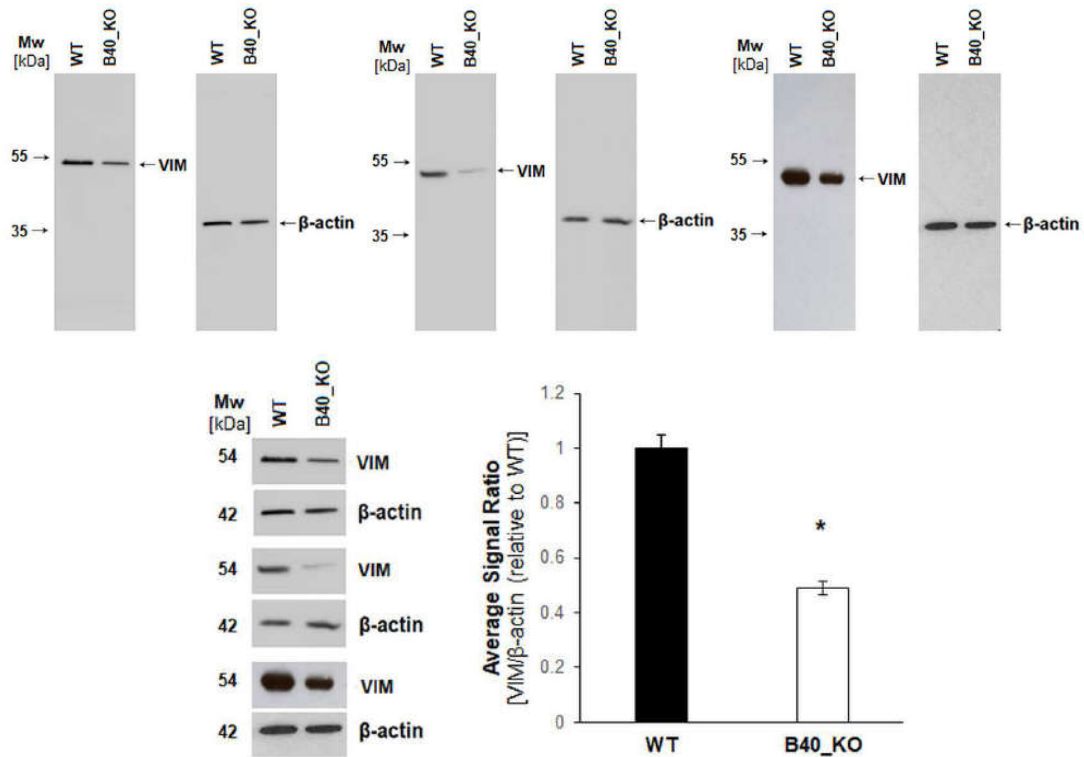 Mw
[kDa]
WT
B40_KO
WT
B40_KO
55 →
← VIM
35 →
← β-actin
Mw
[kDa]
WT
B40_KO
WT
B40_KO
55 →
← VIM
35 →
← β-actin
Mw
[kDa]
WT
B40_KO
WT
B40_KO
55 →
← VIM
35 →
← β-actin
Mw
[kDa]
WT
B40_KO
54 VIM
42 β-actin
54 VIM
42 β-actin
54 VIM
42 β-actin
Average Signal Ratio
[VIM/β-actin (relative to WT)]
1.2
1
0.8
0.6
0.4
0.2
0
*
WT B40_KO